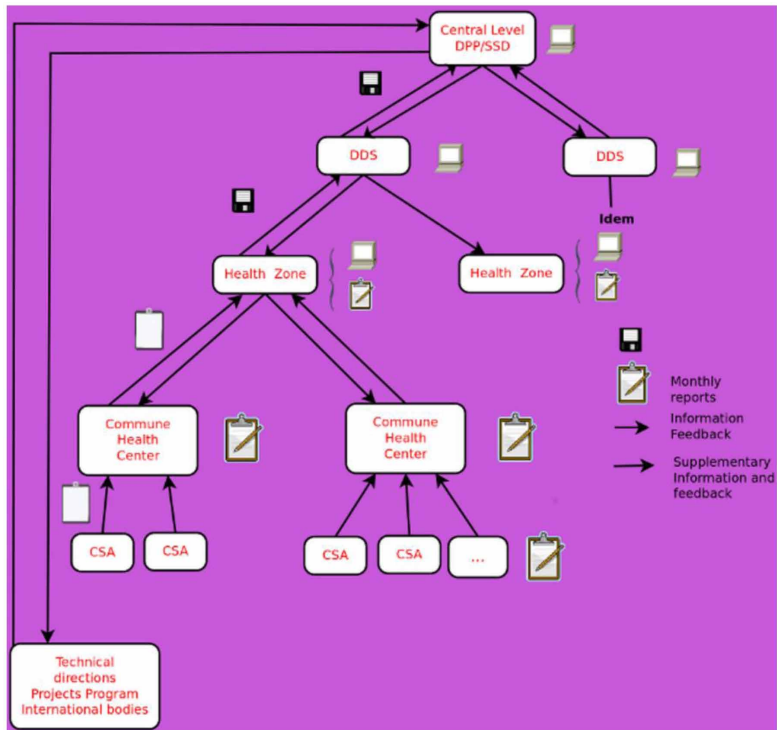 Central Level
DPP/SSD
DDS
DDS
Idem
Health Zone
Health Zone
Commune
Health
Center
Commune
Health
Center
Monthly
reports
Information
Feedback
Supplementary
Information and
feedback
CSA
CSA
CSA
CSA
...
Technical
directions
Projects Program
International bodies